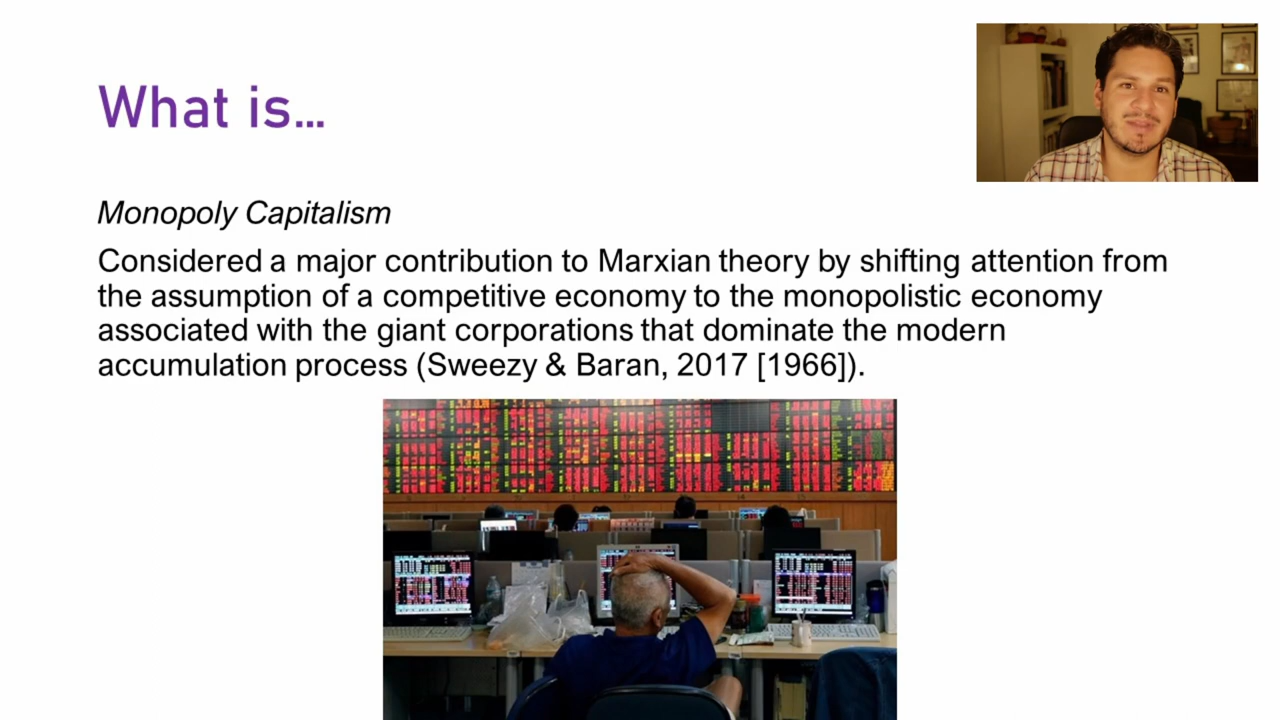 What is...
Monopoly Capitalism
Considered a major contribution to Marxian theory by shifting attention from
the assumption of a competitive economy to the monopolistic economy
associated with the giant corporations that dominate the modern
accumulation process (Sweezy & Baran, 2017 [1966]).